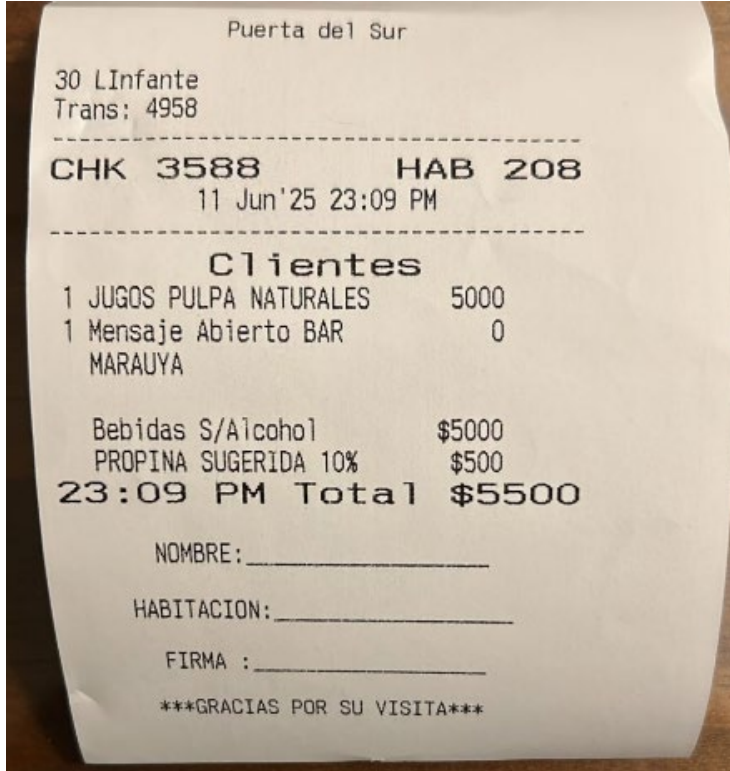 Puerta del Sur
30 LInfante
Trans: 4958
CHK 3588 HAB 208
11 Jun'25 23:09 PM
Clientes
1 JUGOS PULPA NATURALES 5000
1 Mensaje Abierto BAR 0
MARAUYA
Bebidas S/Alcohol $5000
PROPINA SUGERIDA 10% $500
23:09 PM Total $5500
NOMBRE:
HABITACION:
FIRMA :
***GRACIAS POR SU VISITA***